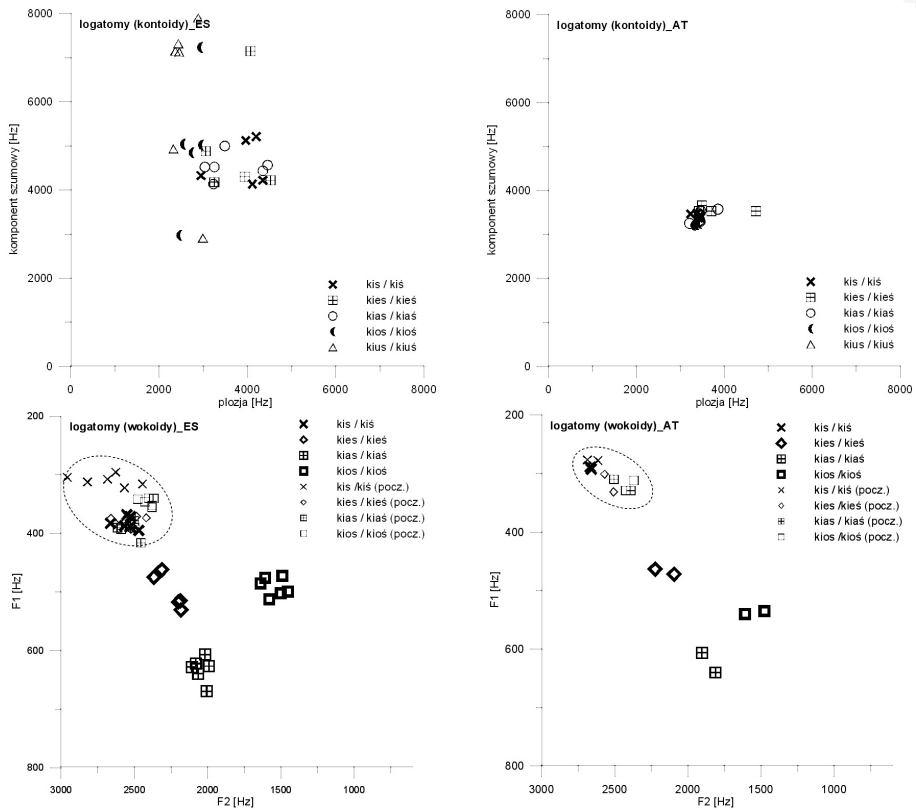 logatomy (kontoidy)_ES
8000
6000
4000
2000
0
komponent szumowy [Hz]
kis / kiś
kies / kieś
kias / kiaś
kios / kioś
kius / kiuś
0
2000
4000
6000
8000
plozja [Hz]
logatomy (kontoidy)_AT
8000
6000
4000
2000
0
komponent szumowy [Hz]
kis / kiś
kies / kieś
kias / kiaś
kios / kioś
kius / kiuś
0
2000
4000
6000
8000
plozja [Hz]
logatomy (wokoidy)_ES
200
400
600
800
F1 [Hz]
kis / kiś
kies / kieś
kias / kiaś
kios / kioś
kis /kiś (pocz.)
kies / kieś (pocz.)
kias / kiaś (pocz.)
kios / kioś (pocz.)
3000
2500
2000
1500
1000
F2 [Hz]
logatomy (wokoidy)_AT
200
400
600
800
F1 [Hz]
kis / kiś
kies / kieś
kias / kiaś
kios /kioś
kis / kiś (pocz.)
kies / kieś (pocz.)
kias / kiaś (pocz.)
kios /kioś (pocz.)
3000
2500
2000
1500
1000
F2 [Hz]